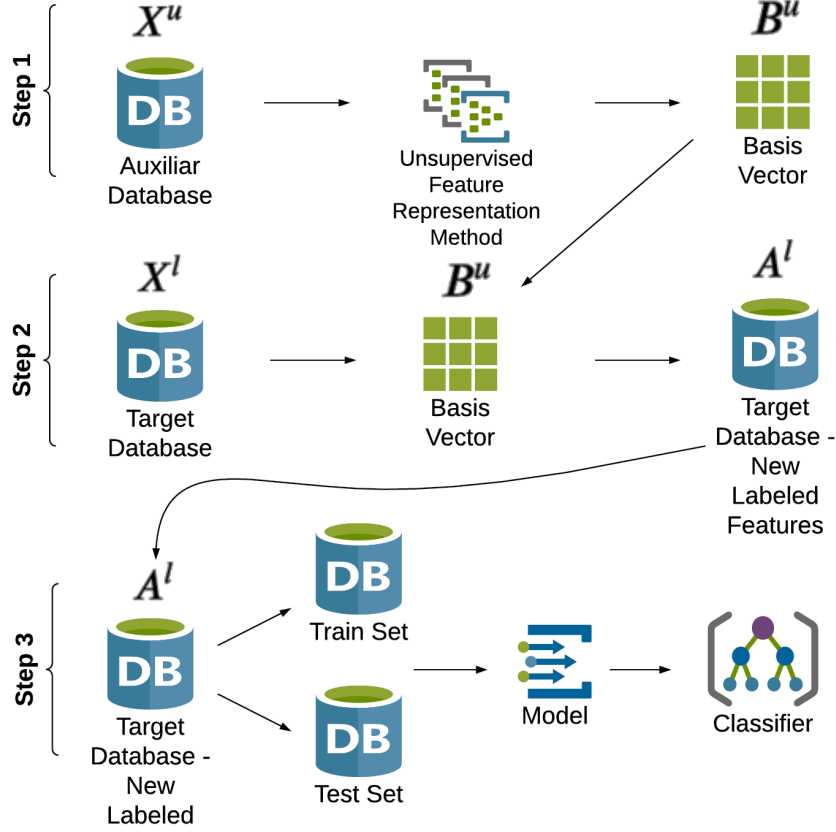 Step 1
X^u
DB
Auxiliar
Database
Unsupervised
Feature
Representation
Method
B^u
Basis
Vector
Step 2
X^l
DB
Target
Database
B^u
Basis
Vector
A^l
DB
Target
Database -
New
Labeled
Features
Step 3
A^l
DB
Target
Database -
New
Labeled
DB
Train Set
DB
Test Set
Model
Classifier